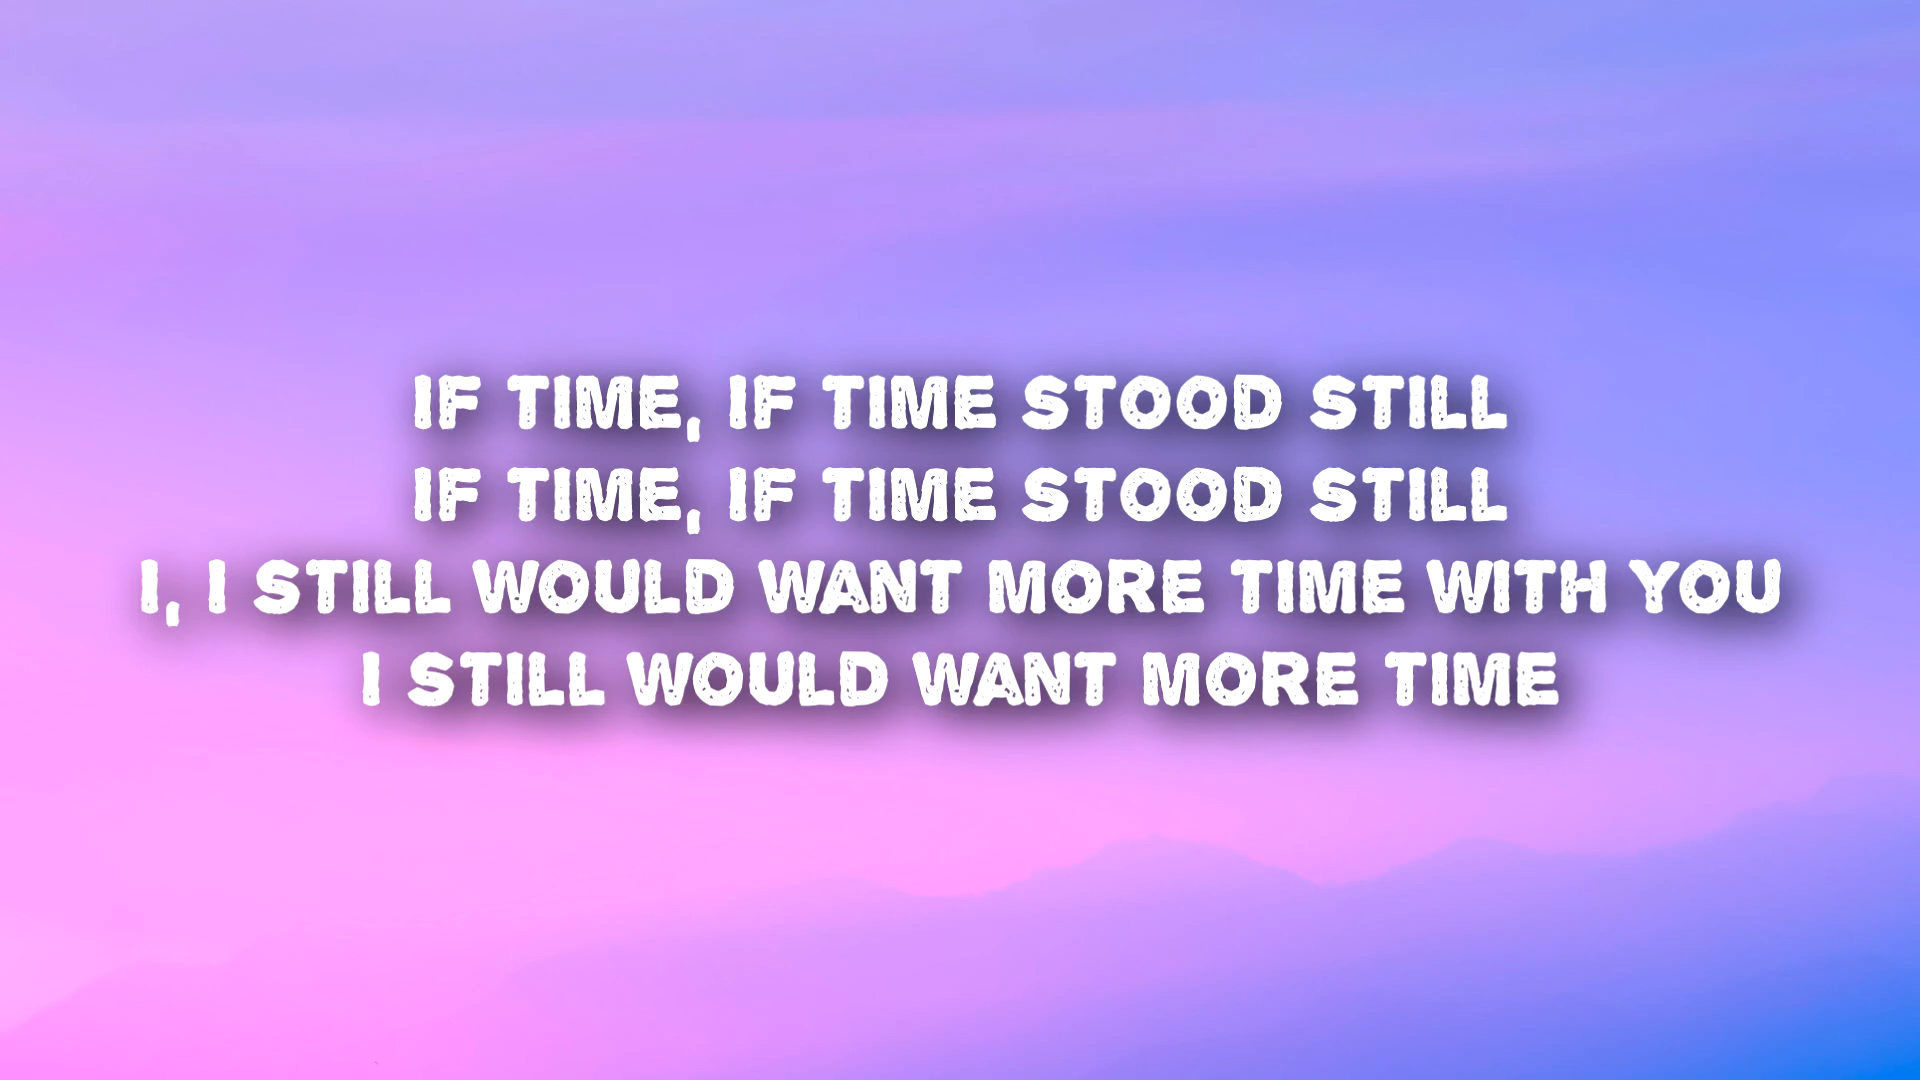 IF TIME, IF TIME STOOD STILL
IF TIME, IF TIME STOOD STILL
I, I STILL WOULD WANT MORE TIME WITH YOU
I STILL WOULD WANT MORE TIME